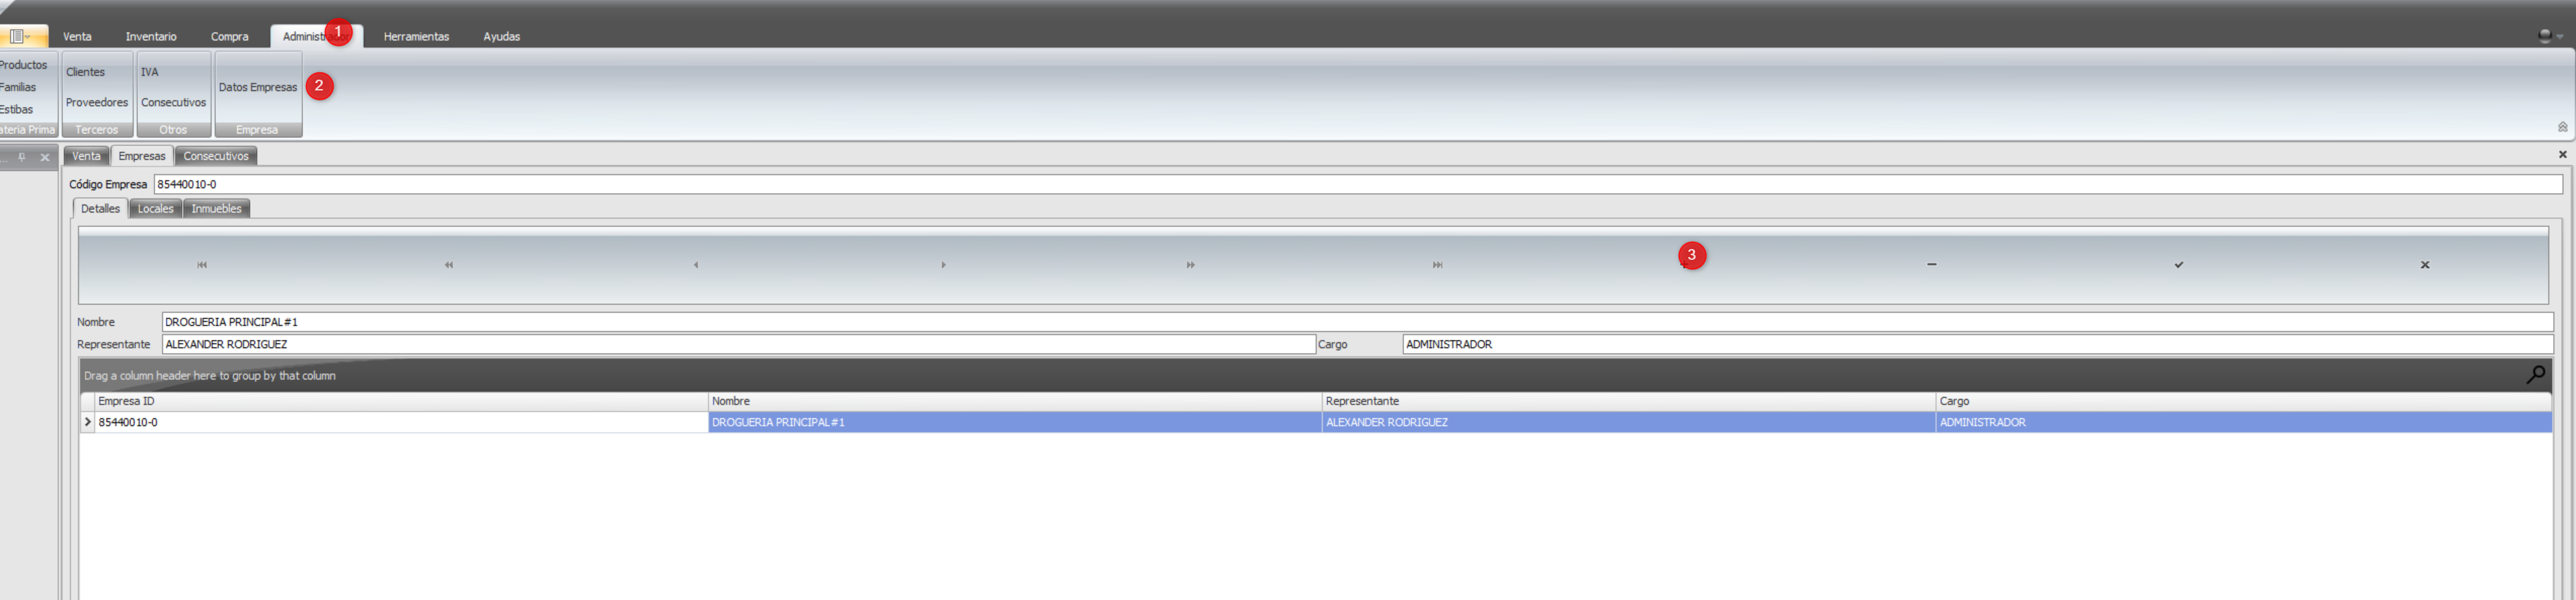 Venta Inventario Compra Administrador Herramientas Ayudas
1
Productos Clientes IVA
Datos Empresas
2
Familias
Proveedores Consecutivos
Estibas
ateria Prima Terceros Otros Empresa
... Venta Empresas Consecutivos
Código Empresa 85440010-0
Detalles Locales Inmuebles
3
Nombre DROGUERIA PRINCIPAL#1
Representante ALEXANDER RODRIGUEZ Cargo ADMINISTRADOR
Drag a column header here to group by that column
Empresa ID Nombre Representante Cargo
85440010-0 DROGUERIA PRINCIPAL#1 ALEXANDER RODRIGUEZ ADMINISTRADOR